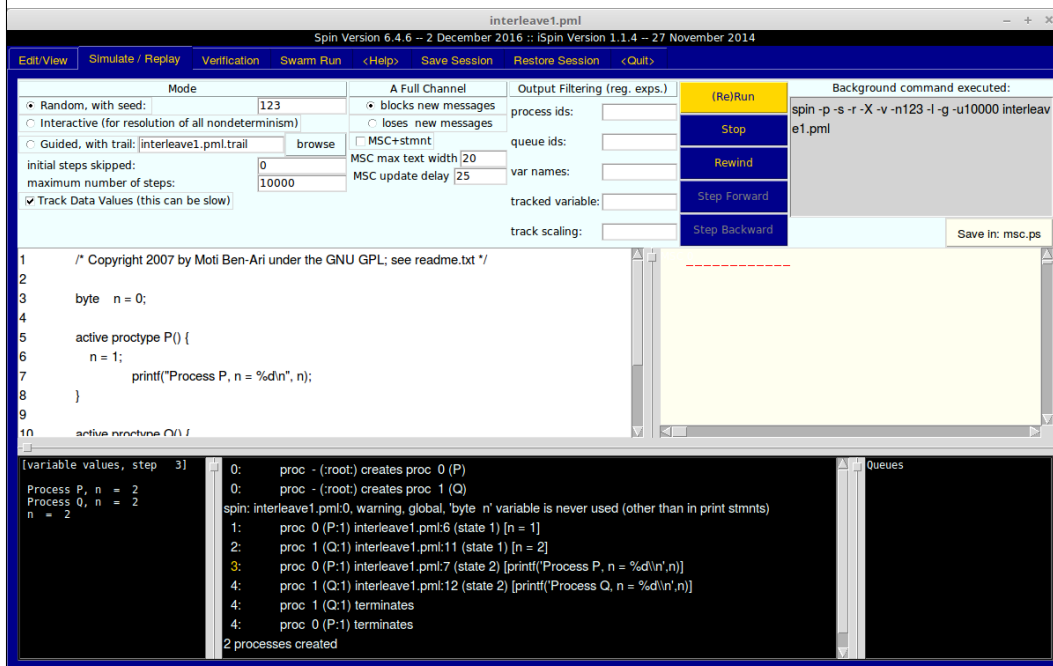 interleave1.pml
Spin Version 6.4.6 -- 2 December 2016 :: iSpin Version 1.1.4 -- 27 November 2014
Edit/View Simulate / Replay Verification Swarm Run <Help> Save Session Restore Session <Quit>
Mode
Random, with seed: 123
Interactive (for resolution of all nondeterminism)
Guided, with trail: interleave1.pml.trail browse
initial steps skipped: 0
maximum number of steps: 10000
Track Data Values (this can be slow)
A Full Channel
blocks new messages
loses new messages
MSC+stmnt
MSC max text width 20
MSC update delay 25
Output Filtering (reg. exps.)
process ids:
queue ids:
var names:
tracked variable:
track scaling:
(Re)Run
Stop
Rewind
Step Forward
Step Backward
Background command executed:
spin -p -s -r -X -v -n123 -l -g -u10000 interleav
e1.pml
Save in: msc.ps
1 /* Copyright 2007 by Moti Ben-Ari under the GNU GPL; see readme.txt */
2
3 byte n = 0;
4
5 active proctype P() {
6 n = 1;
7 printf("Process P, n = %d\n", n);
8 }
9
10 active proctype Q() {
[variable values, step 3]
Process P, n = 2
Process Q, n = 2
n = 2
0: proc - (:root:) creates proc 0 (P)
0: proc - (:root:) creates proc 1 (Q)
spin: interleave1.pml:0, warning, global, 'byte n' variable is never used (other than in print stmnts)
1: proc 0 (P:1) interleave1.pml:6 (state 1) [n = 1]
2: proc 1 (Q:1) interleave1.pml:11 (state 1) [n = 2]
3: proc 0 (P:1) interleave1.pml:7 (state 2) [printf('Process P, n = %d\\n',n)]
4: proc 1 (Q:1) interleave1.pml:12 (state 2) [printf('Process Q, n = %d\\n',n)]
4: proc 1 (Q:1) terminates
4: proc 0 (P:1) terminates
2 processes created
Queues